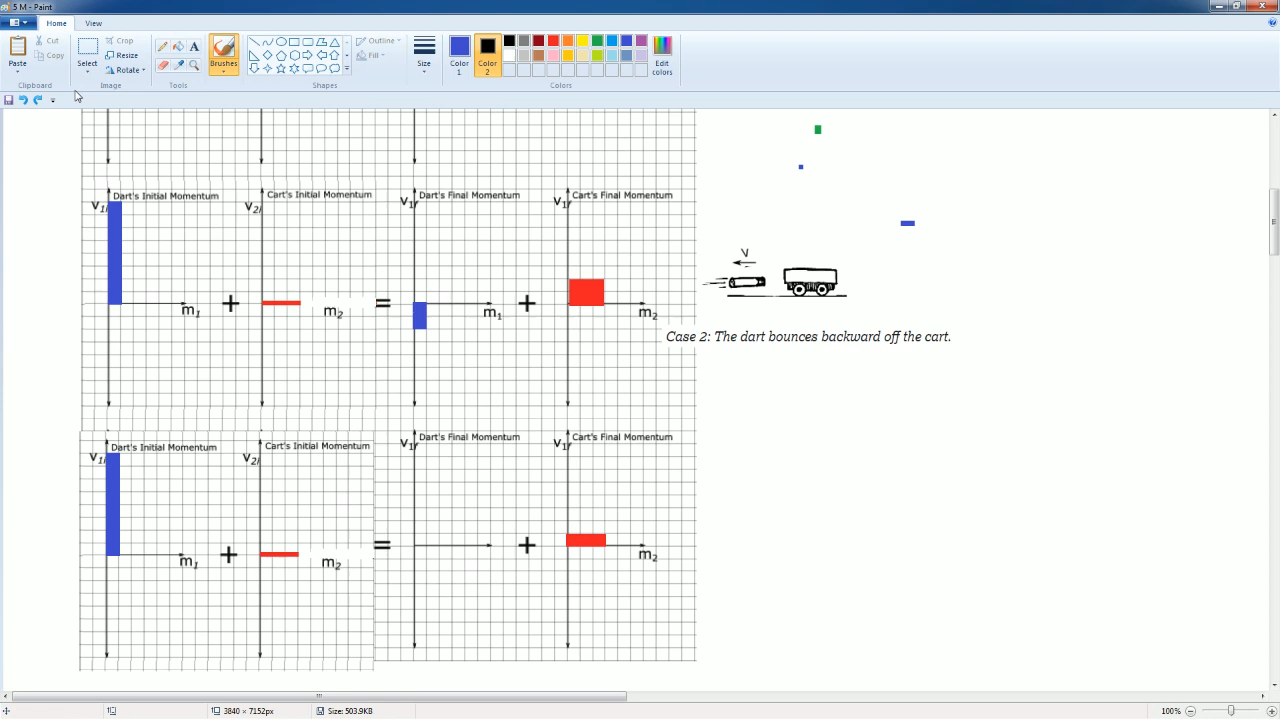 5 M - Paint
Home
View
Paste
Cut
Copy
Clipboard
Select
Crop
Resize
Rotate
Image
A
Tools
Brushes
Outline
Fill
Shapes
Size
Color
1
Color
2
Edit
colors
Colors
V1i Dart's Initial Momentum
V2i Cart's Initial Momentum
V1f Dart's Final Momentum
V1f Cart's Final Momentum
m1 + m2 = m1 + m2
V
Case 2: The dart bounces backward off the cart.
V1i Dart's Initial Momentum
V2i Cart's Initial Momentum
V1f Dart's Final Momentum
V1f Cart's Final Momentum
m1 + m2 = + m2
3840 × 7152px
Size: 503.9KB
100%